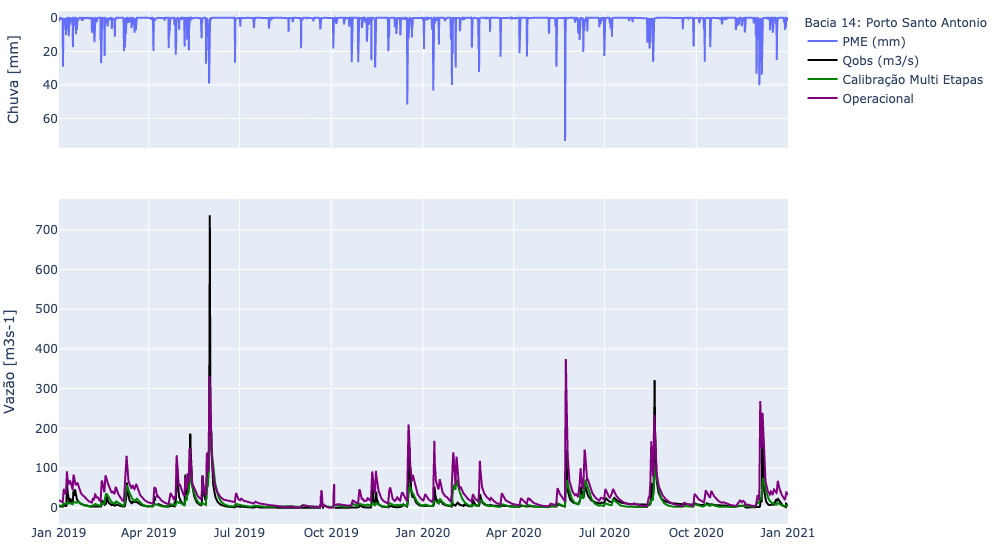 0
20
40
60
Chuva [mm]
Bacia 14: Porto Santo Antonio
PME (mm)
Qobs (m3/s)
Calibração Multi Etapas
Operacional
700
600
500
400
300
200
100
0
Vazão [m3s-1]
Jan 2019 Apr 2019 Jul 2019 Oct 2019 Jan 2020 Apr 2020 Jul 2020 Oct 2020 Jan 2021